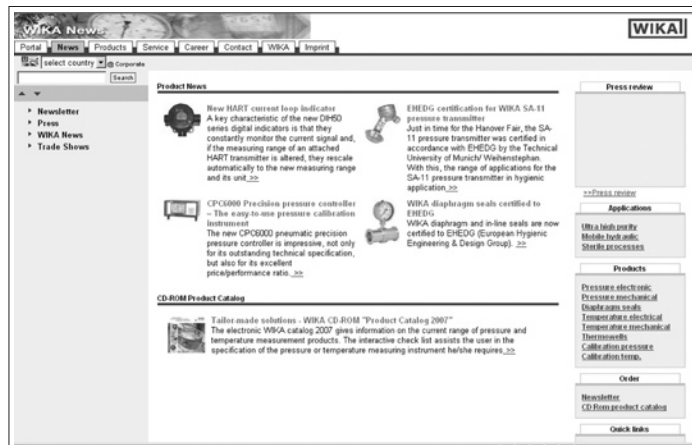 WIKA News
WIKA
Portal
News
Products
Service
Career
Contact
WIKA
Imprint
select country
Corporate
Search
Newsletter
Press
WIKA News
Trade Shows
Product News
New HART current loop indicator
A key characteristic of the new DIH50
series digital indicators is that they
constantly monitor the current signal and,
if the measuring range of an attached
HART transmitter is altered, they rescale
automatically to the new measuring range
and its unit. >>
EHEDG certification for WIKA SA-11
pressure transmitter
Just in time for the Hanover Fair, the SA-
11 pressure transmitter was certified in
accordance with EHEDG by the Technical
University of Munich/ Weihenstephan.
With this, the range of applications for the
SA-11 pressure transmitter in hygienic
application. >>
CPC6000 Precision pressure controller
– The easy-to-use pressure calibration
instrument
The new CPC6000 pneumatic precision
pressure controller is impressive, not only
for its outstanding technical specification,
but also for its excellent
price/performance ratio. >>
WIKA diaphragm seals certified to
EHEDG
WIKA diaphragm and in-line seals are now
certified to EHEDG (European Hygienic
Engineering & Design Group). >>
CD-ROM Product Catalog
Tailor-made solutions - WIKA CD-ROM "Product Catalog 2007"
The electronic WIKA catalog 2007 gives information on the current range of pressure and
temperature measurement products. The interactive check list assists the user in the
specification of the pressure or temperature measuring instrument he/she requires. >>
Press review
>>Press review
Applications
Ultra high purity
Mobile hydraulic
Sterile processes
Products
Pressure electronic
Pressure mechanical
Diaphragm seals
Temperature electrical
Temperature mechanical
Thermowells
Calibration pressure
Calibration temp.
Order
Newsletter
CD Rom product catalog
Quick links